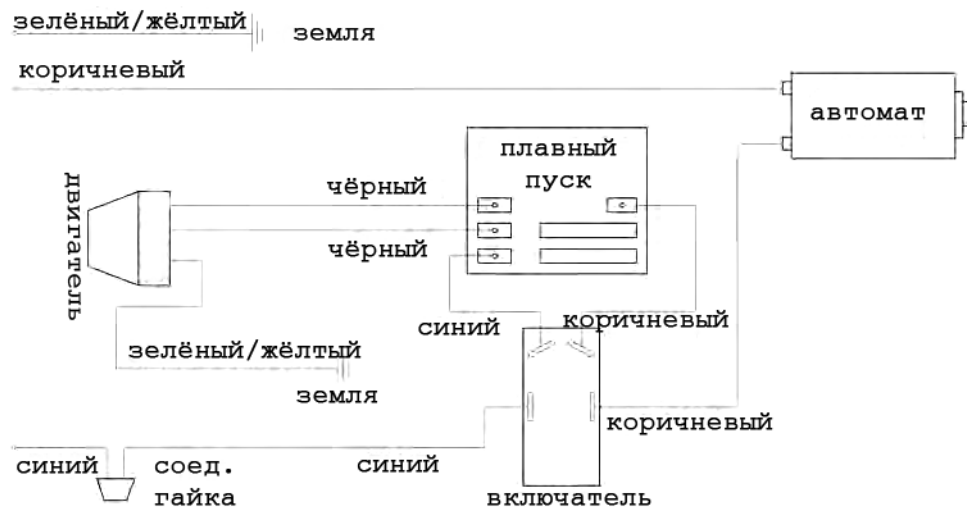 зелёный/жёлтый
земля
коричневый
автомат
плавный
пуск
чёрный
двигатель
чёрный
синий
коричневый
зелёный/жёлтый
земля
коричневый
синий
соед.
гайка
синий
включатель